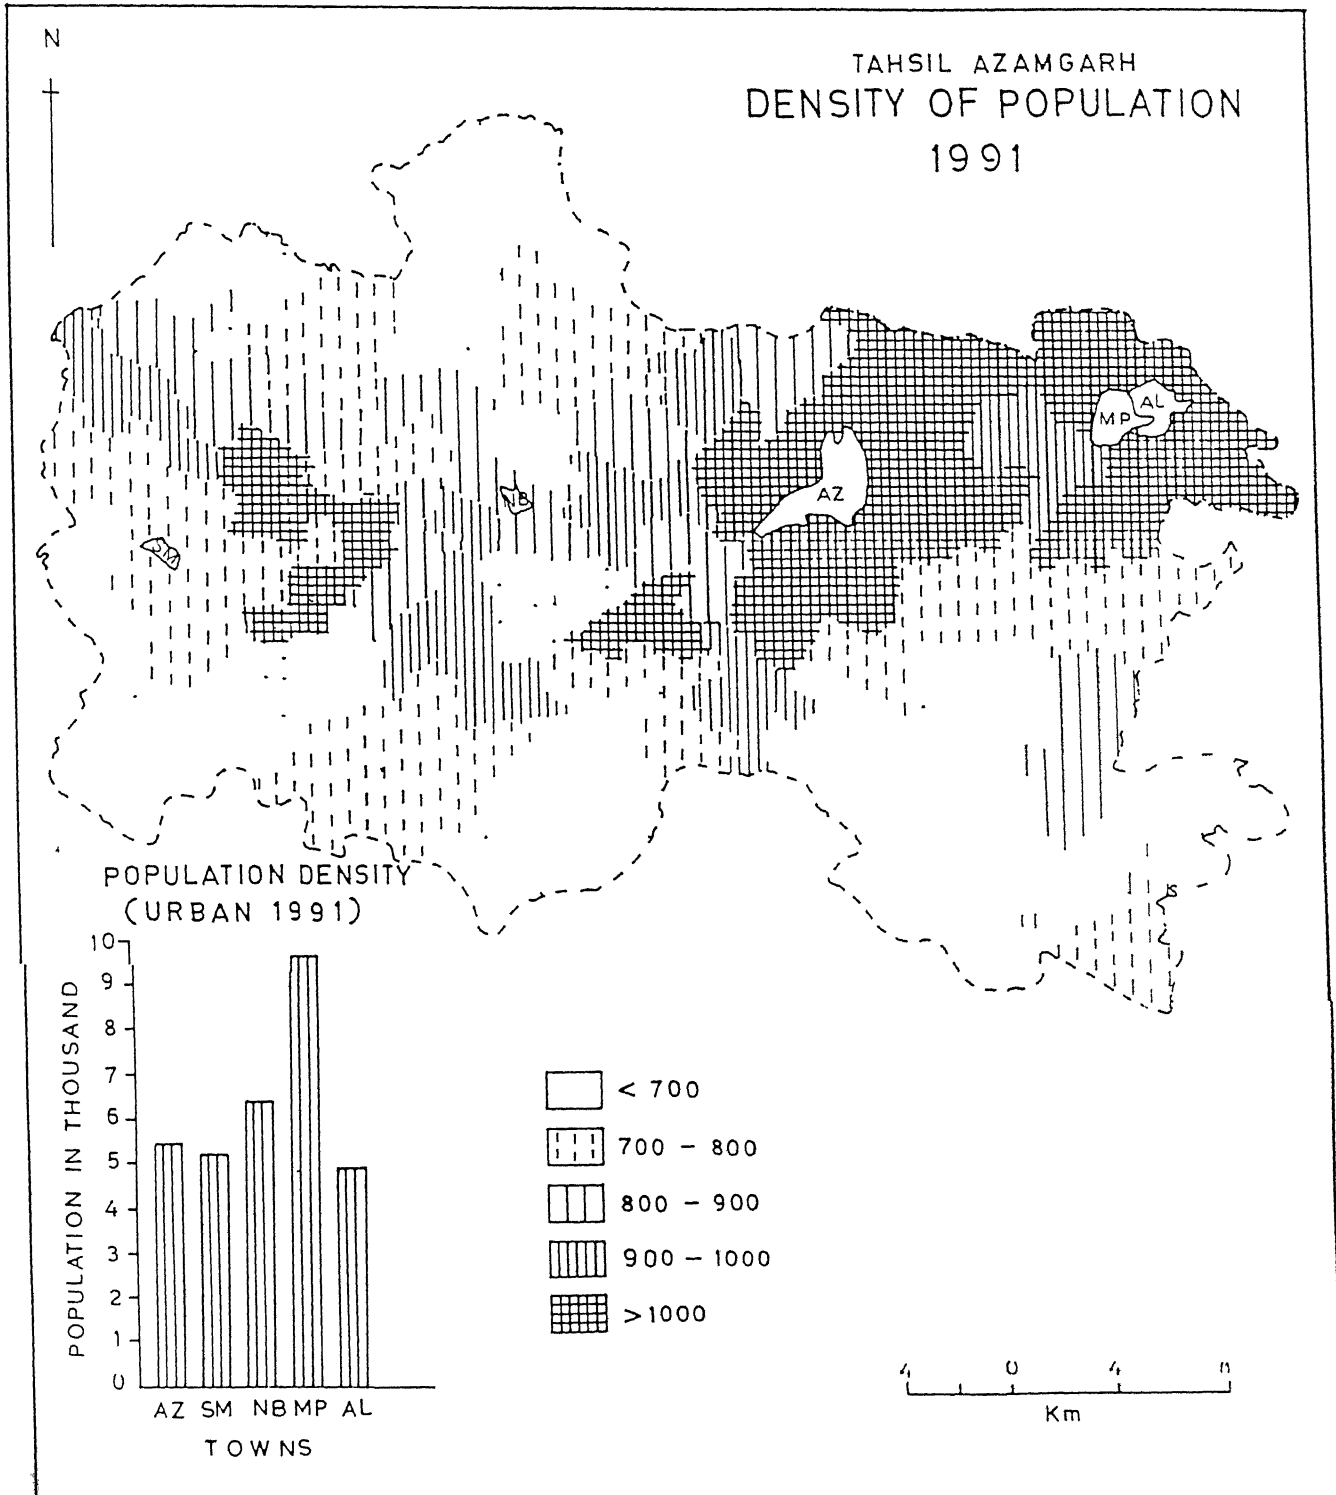 N
TAHSIL AZAMGARH
DENSITY OF POPULATION
1991
AL
MP
AZ
NB
SM
POPULATION DENSITY
(URBAN 1991)
10
9
8
7
6
5
4
3
2
1
0
POPULATION IN THOUSAND
AZ SM NB MP AL
TOWNS
< 700
700 - 800
800 - 900
900 - 1000
>1000
4 0 4
Km